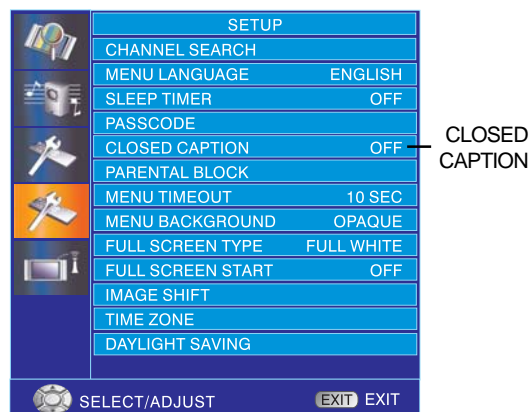 SETUP
CHANNEL SEARCH
MENU LANGUAGE ENGLISH
SLEEP TIMER OFF
PASSCODE
CLOSED CAPTION OFF
CLOSED CAPTION
PARENTAL BLOCK
MENU TIMEOUT 10 SEC
MENU BACKGROUND OPAQUE
FULL SCREEN TYPE FULL WHITE
FULL SCREEN START OFF
IMAGE SHIFT
TIME ZONE
DAYLIGHT SAVING
SELECT/ADJUST EXIT EXIT